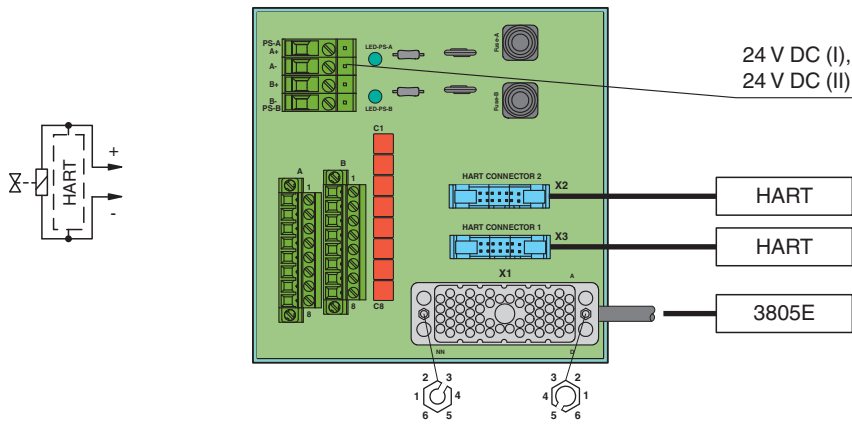 PS-A
A+
A-
B+
B-
PS-B
LED-PS-A
LED-PS-B
Fuse-A
Fuse-B
24 V DC (I),
24 V DC (II)
+
HART
-
C1
A
B
1
1
8
8
C8
HART CONNECTOR 2
X2
HART
HART CONNECTOR 1
X3
HART
X1
A
3805E
NN
D
2 3
1 4
6 5
3 2
4 1
5 6